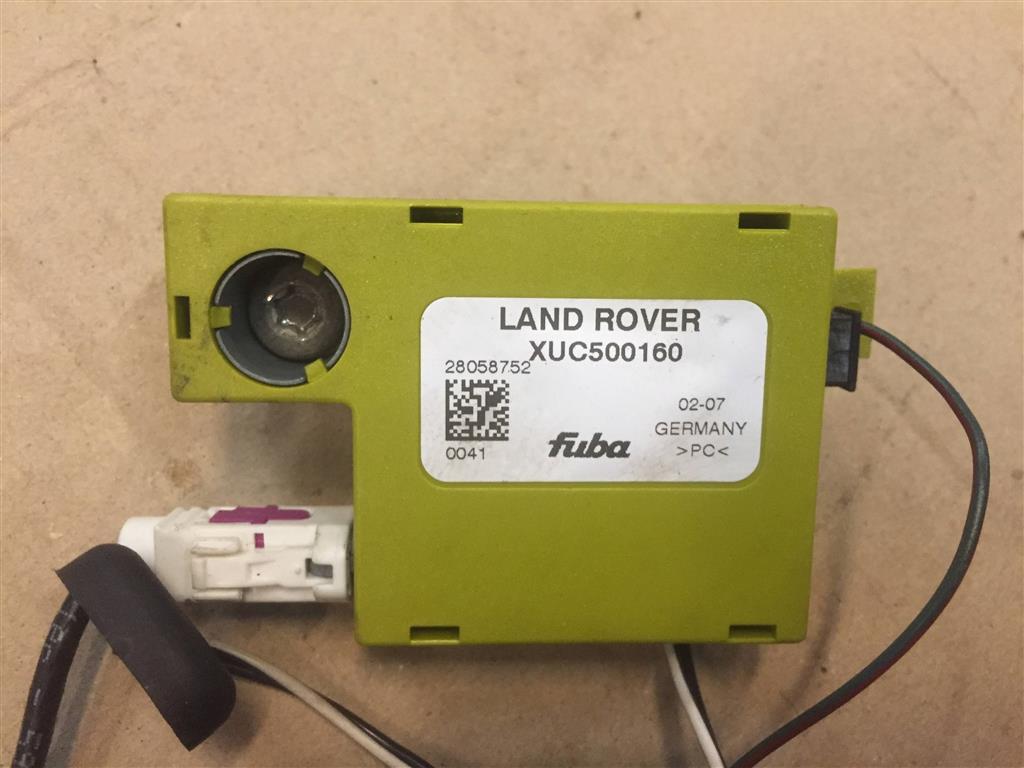 LAND ROVER
XUC500160
28058752
02-07
GERMANY
0041
fuba
>PC<